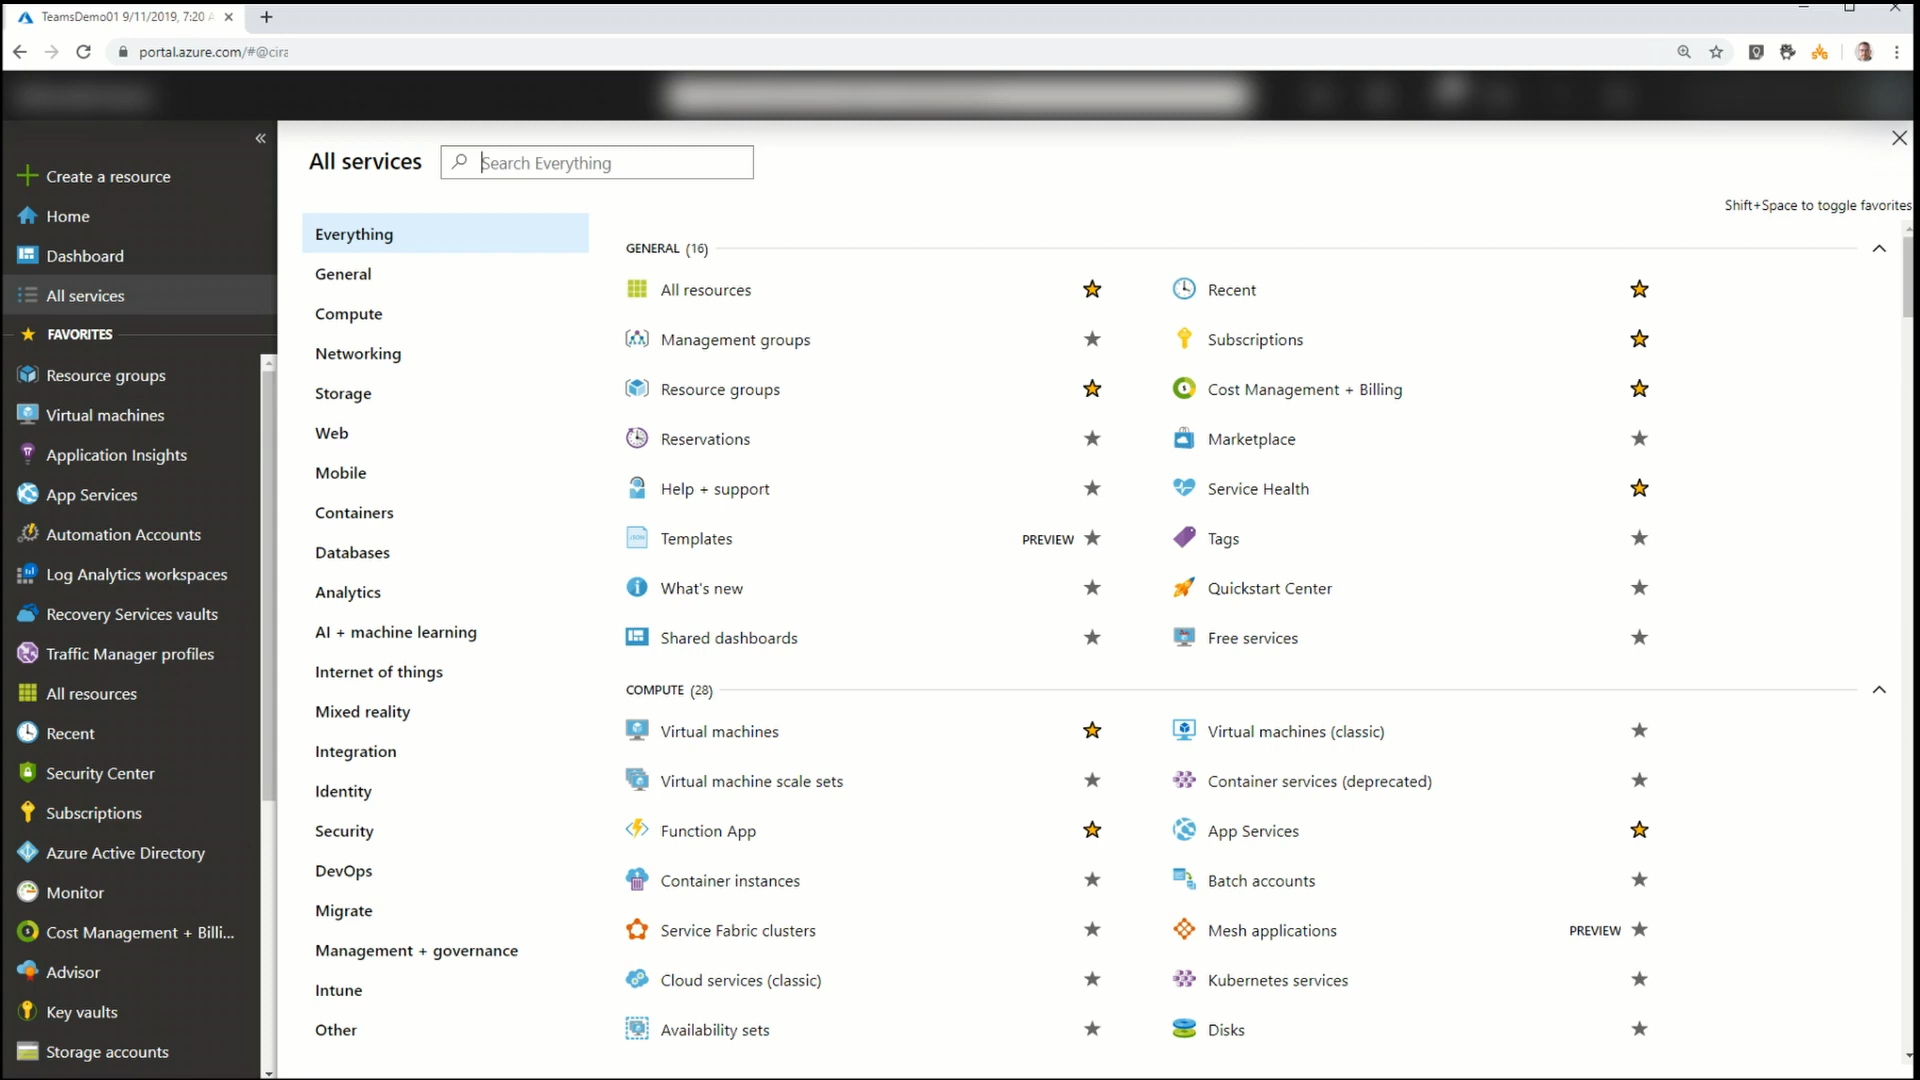 TeamsDemo01 9/11/2019, 7:20
portal.azure.com/#@cira
Create a resource
Home
Dashboard
All services
FAVORITES
Resource groups
Virtual machines
Application Insights
App Services
Automation Accounts
Log Analytics workspaces
Recovery Services vaults
Traffic Manager profiles
All resources
Recent
Security Center
Subscriptions
Azure Active Directory
Monitor
Cost Management + Billi...
Advisor
Key vaults
Storage accounts
All services
Search Everything
Shift+Space to toggle favorites
Everything
General
Compute
Networking
Storage
Web
Mobile
Containers
Databases
Analytics
AI + machine learning
Internet of things
Mixed reality
Integration
Identity
Security
DevOps
Migrate
Management + governance
Intune
Other
GENERAL (16)
All resources
Recent
Management groups
Subscriptions
Resource groups
Cost Management + Billing
Reservations
Marketplace
Help + support
Service Health
Templates PREVIEW
Tags
What's new
Quickstart Center
Shared dashboards
Free services
COMPUTE (28)
Virtual machines
Virtual machines (classic)
Virtual machine scale sets
Container services (deprecated)
Function App
App Services
Container instances
Batch accounts
Service Fabric clusters
Mesh applications PREVIEW
Cloud services (classic)
Kubernetes services
Availability sets
Disks